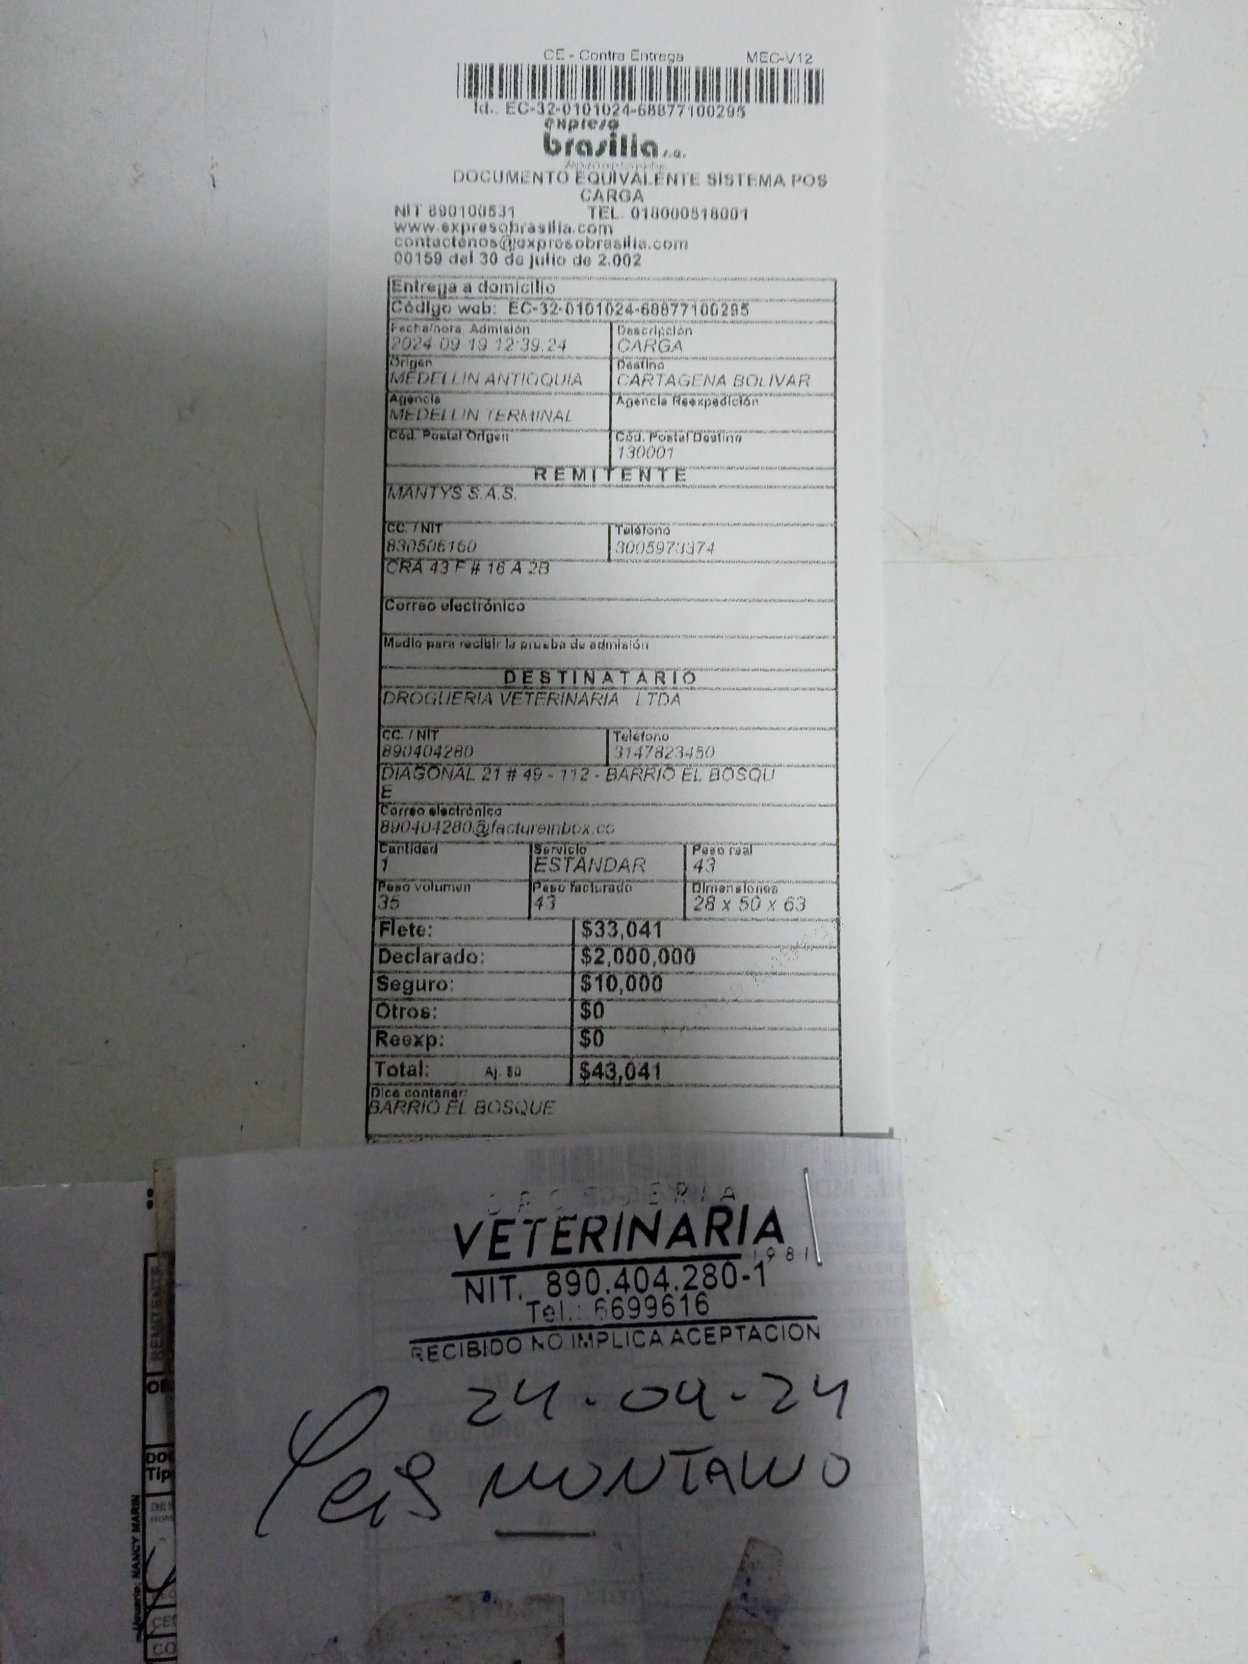 CE - Contra Entrega MEC-V12
Id.: EC-32-0101024-68877100295
expreso
brasilia s.a.
DOCUMENTO EQUIVALENTE SISTEMA POS
CARGA
NIT 890100531 TEL. 018000518001
www.expresobrasilia.com
contactenos@expresobrasilia.com
00159 del 30 de julio de 2.002
Entrega a domicilio
Código web: EC-32-0101024-68877100295
Fecha/hora Admisión Descripción
2024-09-19 12:39:24 CARGA
Origen Destino
MEDELLIN ANTIOQUIA CARTAGENA BOLIVAR
Agencia Agencia Reexpedición
MEDELLIN TERMINAL
Cód. Postal Origen Cód. Postal Destino
130001
REMITENTE
MANTYS S.A.S.
CC. / NIT Teléfono
830506160 3005973374
CRA 43 F # 16 A 2B
Correo electrónico
Medio para recibir la prueba de admisión
DESTINATARIO
DROGUERIA VETERINARIA LTDA
CC. / NIT Teléfono
890404280 3147823450
DIAGONAL 21 # 49 - 112 - BARRIO EL BOSQU
E
Correo electrónico
890404280@factureinbox.co
Cantidad Servicio Peso real
1 ESTANDAR 43
Peso volumen Peso facturado Dimensiones
35 43 28 x 50 x 63
Flete: $33,041
Declarado: $2,000,000
Seguro: $10,000
Otros: $0
Reexp: $0
Total: Aj. $0 $43,041
Dice contener:
BARRIO EL BOSQUE
VETERINARIA
1981
NIT. 890.404.280-1
Tel.: 6699616
RECIBIDO NO IMPLICA ACEPTACION
24-09-24
MONTAWO
REMITENTE
DO
Tip
Usuario: NANCY MARIN